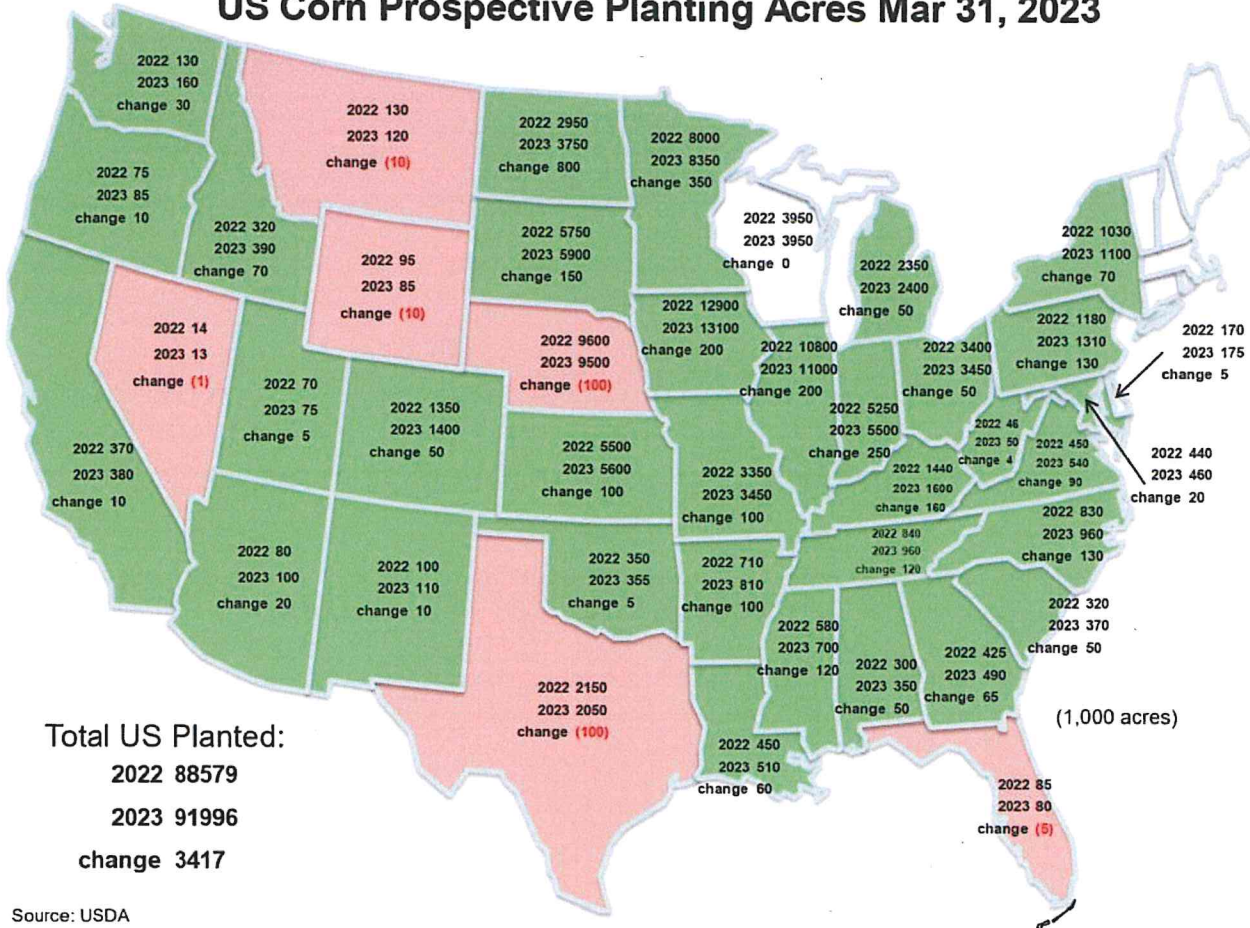 US Corn Prospective Planting Acres Mar 31, 2023
2022 130
2023 160
change 30
2022 130
2023 120
change (10)
2022 2950
2023 3750
change 800
2022 8000
2023 8350
change 350
2022 75
2023 85
change 10
2022 320
2023 390
change 70
2022 95
2023 85
change (10)
2022 5750
2023 5900
change 150
2022 3950
2023 3950
change 0
2022 2350
2023 2400
change 50
2022 1030
2023 1100
change 70
2022 14
2023 13
change (1)
2022 9600
2023 9500
change (100)
2022 12900
2023 13100
change 200
2022 10800
2023 11000
change 200
2022 5250
2023 5500
change 250
2022 3400
2023 3450
change 50
2022 1180
2023 1310
change 130
2022 170
2023 175
change 5
2022 370
2023 380
change 10
2022 70
2023 75
change 5
2022 1350
2023 1400
change 50
2022 5500
2023 5600
change 100
2022 3350
2023 3450
change 100
2022 1440
2023 1600
change 160
2022 46
2023 50
change 4
2022 450
2023 540
change 90
2022 440
2023 460
change 20
2022 80
2023 100
change 20
2022 100
2023 110
change 10
2022 350
2023 355
change 5
2022 710
2023 810
change 100
2022 840
2023 960
change 120
2022 830
2023 960
change 130
2022 2150
2023 2050
change (100)
2022 450
2023 510
change 60
2022 580
2023 700
change 120
2022 300
2023 350
change 50
2022 425
2023 490
change 65
2022 320
2023 370
change 50
2022 85
2023 80
change (5)
(1,000 acres)
Total US Planted:
2022 88579
2023 91996
change 3417
Source: USDA